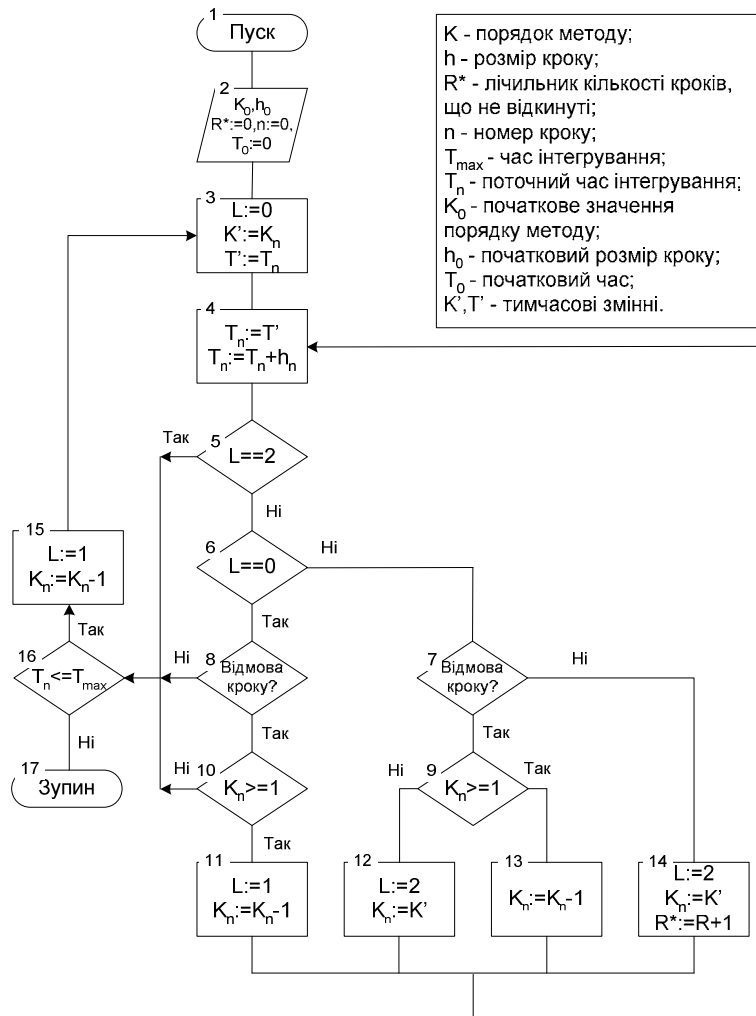 1
Пуск
2
K₀,h₀
R*:=0,n:=0,
T₀:=0
3
L:=0
K’:=Kₙ
T’:=Tₙ
4
Tₙ:=T’
Tₙ:=Tₙ+hₙ
5
L==2
Так
Ні
6
L==0
Ні
Так
15
L:=1
Kₙ:=Kₙ-1
Так
16
Tₙ<=Tmax
Ні
17
Зупин
8
Відмова
кроку?
Ні
Так
10
Kₙ>=1
Ні
Так
7
Відмова
кроку?
Ні
Так
9
Kₙ>=1
Ні
Так
11
L:=1
Kₙ:=Kₙ-1
12
L:=2
Kₙ:=K’
13
Kₙ:=Kₙ-1
14
L:=2
Kₙ:=K’
R*:=R+1
K - порядок методу;
h - розмір кроку;
R* - лічильник кількості кроків,
що не відкинуті;
n - номер кроку;
Tmax - час інтегрування;
Tₙ - поточний час інтегрування;
K₀ - початкове значення
порядку методу;
h₀ - початковий розмір кроку;
T₀ - початковий час;
K’,T’ - тимчасові змінні.